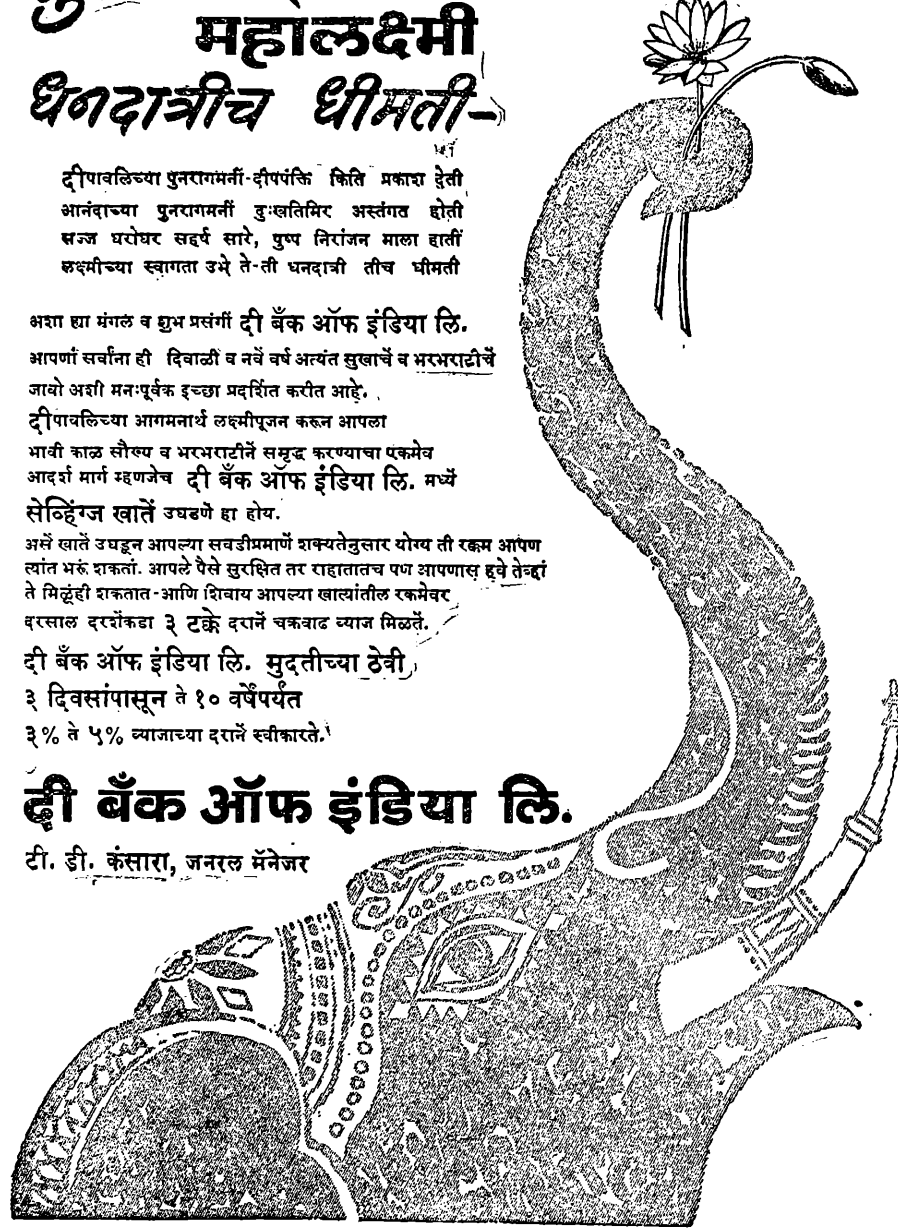 महालक्ष्मी
धनदात्रीच धीमती-
दीपावलिच्या पुनरागमनीं-दीपपंक्ति किति प्रकाश देती
आनंदाच्या पुनरागमनीं दुःखतिमिर अस्तंगत होती
सज्ज घरोघर सहर्ष सारे, पुष्प निरांजन माला हातीं
लक्ष्मीच्या स्वागता उभे ते-ती धनदात्री तीच धीमती
अशा ह्या मंगल व शुभ प्रसंगीं दी बँक ऑफ इंडिया लि.
आपणां सर्वांना ही दिवाळी व नवें वर्ष अत्यंत सुखाचें व भरभराटीचें
जावो अशी मनःपूर्वक इच्छा प्रदर्शित करीत आहे.
दीपावलिच्या आगमनार्थ लक्ष्मीपूजन करून आपला
भावी काळ सौख्य व भरभराटीनें समृद्ध करण्याचा एकमेव
आदर्श मार्ग म्हणजेच दी बँक ऑफ इंडिया लि. मध्यें
सेव्हिंग्ज खातें उघडणें हा होय.
असें खातें उघडून आपल्या सवडीप्रमाणें शक्यतेनुसार योग्य ती रक्कम आपण
त्यांत भरूं शकतां. आपले पैसे सुरक्षित तर राहातातच पण आपणास हवे तेव्हां
ते मिळूंही शकतात-आणि शिवाय आपल्या खात्यांतील रकमेवर
दरसाल दरशेंकडा ३ टक्के दरानें चक्रवाढ व्याज मिळतें.
दी बँक ऑफ इंडिया लि. मुदतीच्या ठेवी
३ दिवसांपासून ते १० वर्षेंपर्यंत
३% ते ५% व्याजाच्या दरानें स्वीकारते.
दी बँक ऑफ इंडिया लि.
टी. डी. कंसारा, जनरल मॅनेजर